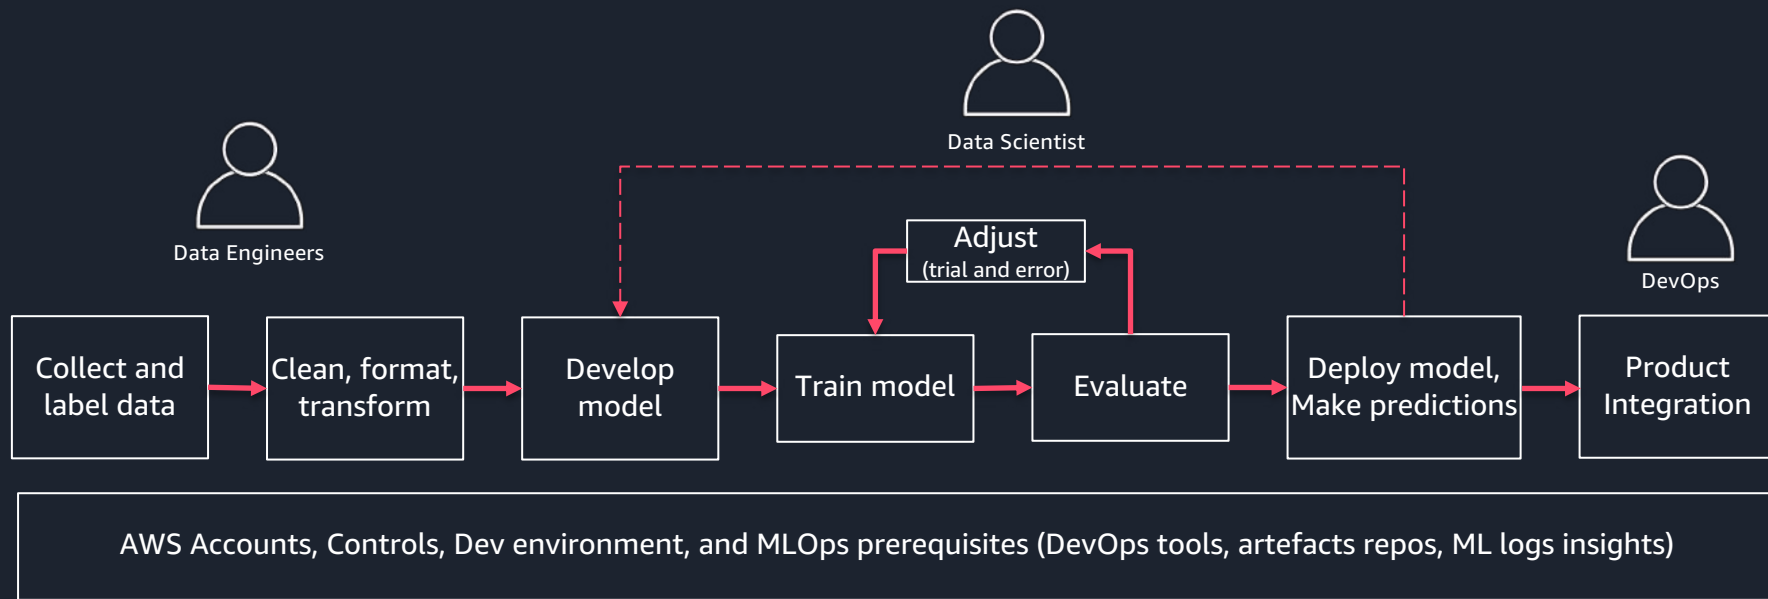 Data Scientist
Data Engineers
DevOps
Adjust
(trial and error)
Collect and
label data
Clean, format,
transform
Develop
model
Train model
Evaluate
Deploy model,
Make predictions
Product
Integration
AWS Accounts, Controls, Dev environment, and MLOps prerequisites (DevOps tools, artefacts repos, ML logs insights)